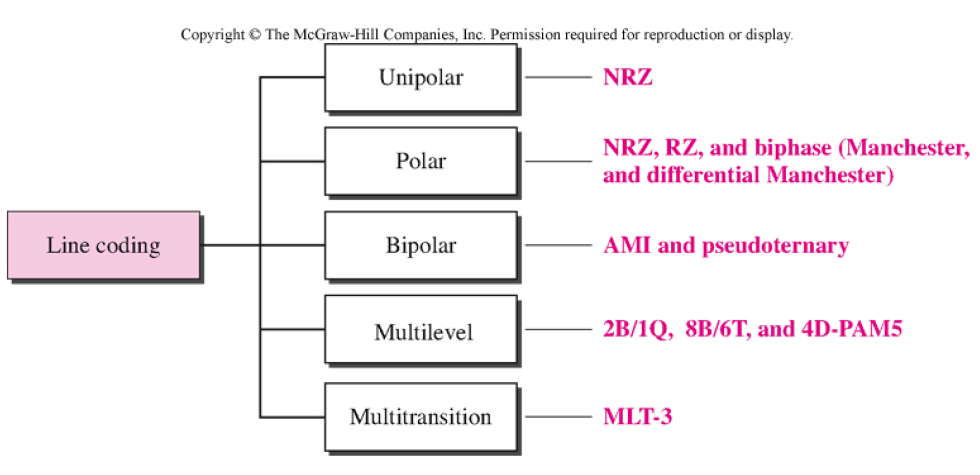 Copyright © The McGraw-Hill Companies, Inc. Permission required for reproduction or display.
Unipolar
NRZ
Polar
NRZ, RZ, and biphase (Manchester,
and differential Manchester)
Line coding
Bipolar
AMI and pseudoternary
Multilevel
2B/1Q, 8B/6T, and 4D-PAM5
Multitransition
MLT-3